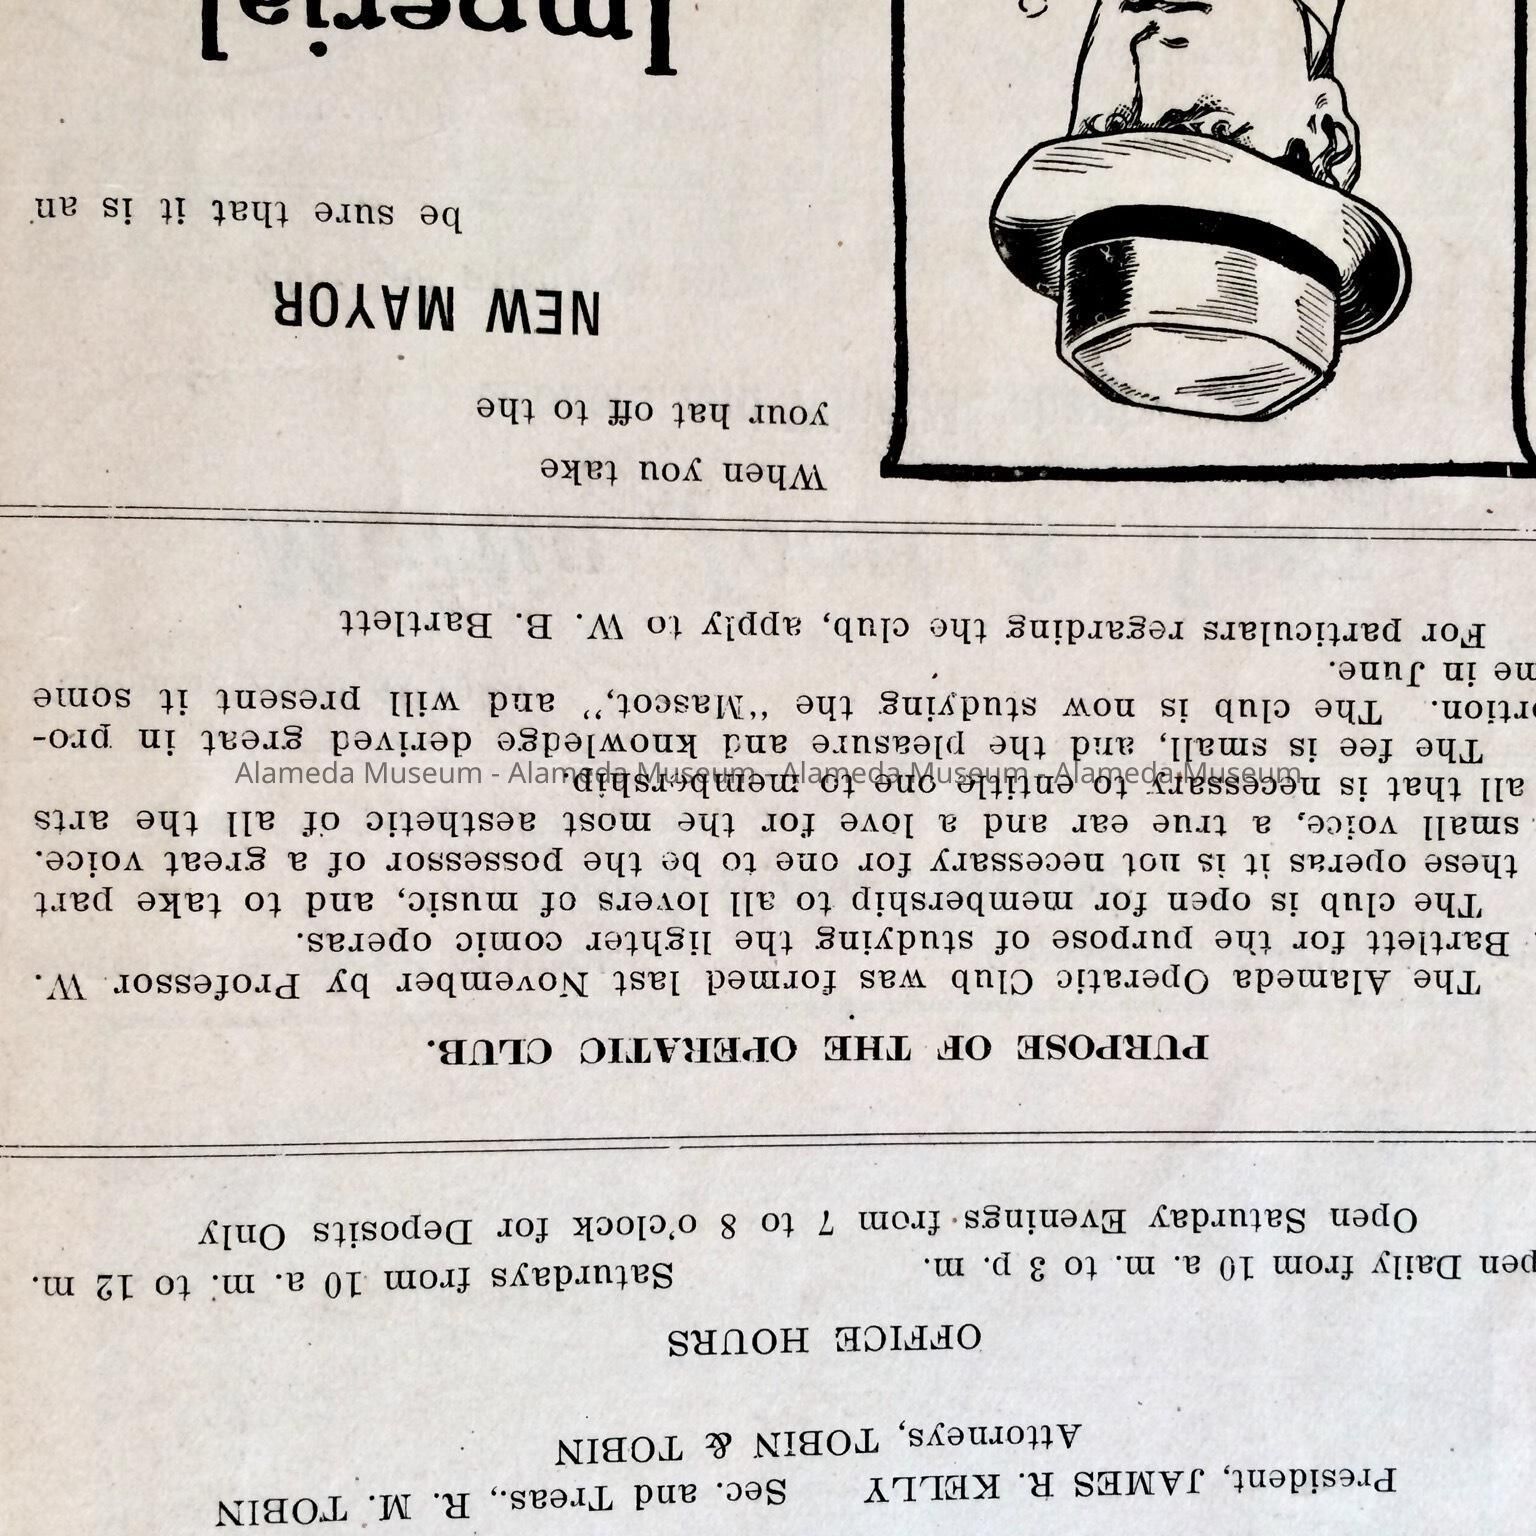 President, JAMES R. KELLY Sec. and Treas., R. M. TOBIN
Attorneys, TOBIN & TOBIN
OFFICE HOURS
pen Daily from 10 a. m. to 3 p. m. Saturdays from 10 a. m. to 12 m.
Open Saturday Evenings from 7 to 8 o'clock for Deposits Only
PURPOSE OF THE OPERATIC CLUB.
The Alameda Operatic Club was formed last November by Professor W.
. Bartlett for the purpose of studying the lighter comic operas.
The club is open for membership to all lovers of music, and to take part
these operas it is not necessary for one to be the possessor of a great voice.
small voice, a true ear and a love for the most aesthetic of all the arts
all that is necessary to entitle one to membership.
The fee is small, and the pleasure and knowledge derived great in pro-
ortion. The club is now studying the "Mascot," and will present it some
me in June.
For particulars regarding the club, apply to W. B. Bartlett
When you take
your hat off to the
NEW MAYOR
be sure that it is an
Imperial
Alameda Museum - Alameda Museum - Alameda Museum - Alameda Museum